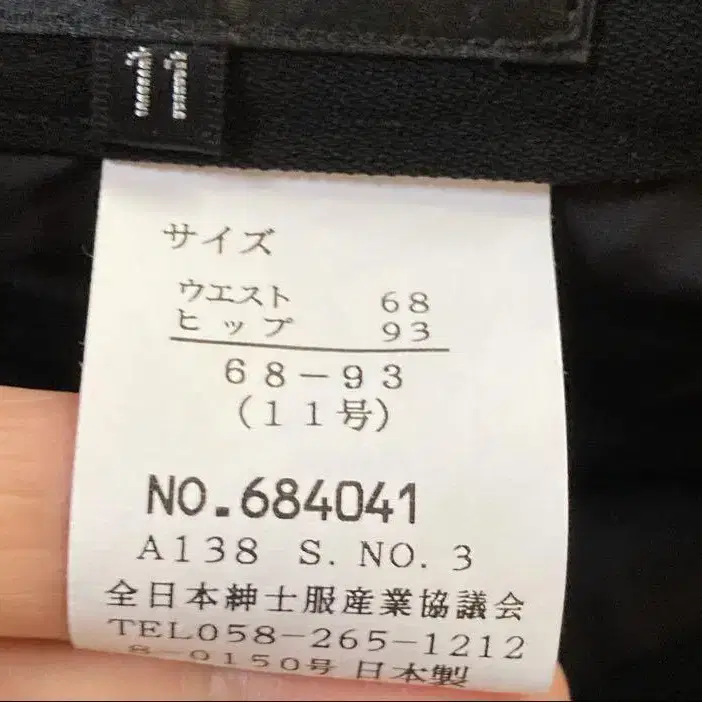 11
サイズ
ウエスト 68
ヒップ 93
68-93
(11号)
NO.684041
A138 S.NO.3
全日本紳士服産業協議会
TEL058-265-1212
8-0150号 日本製